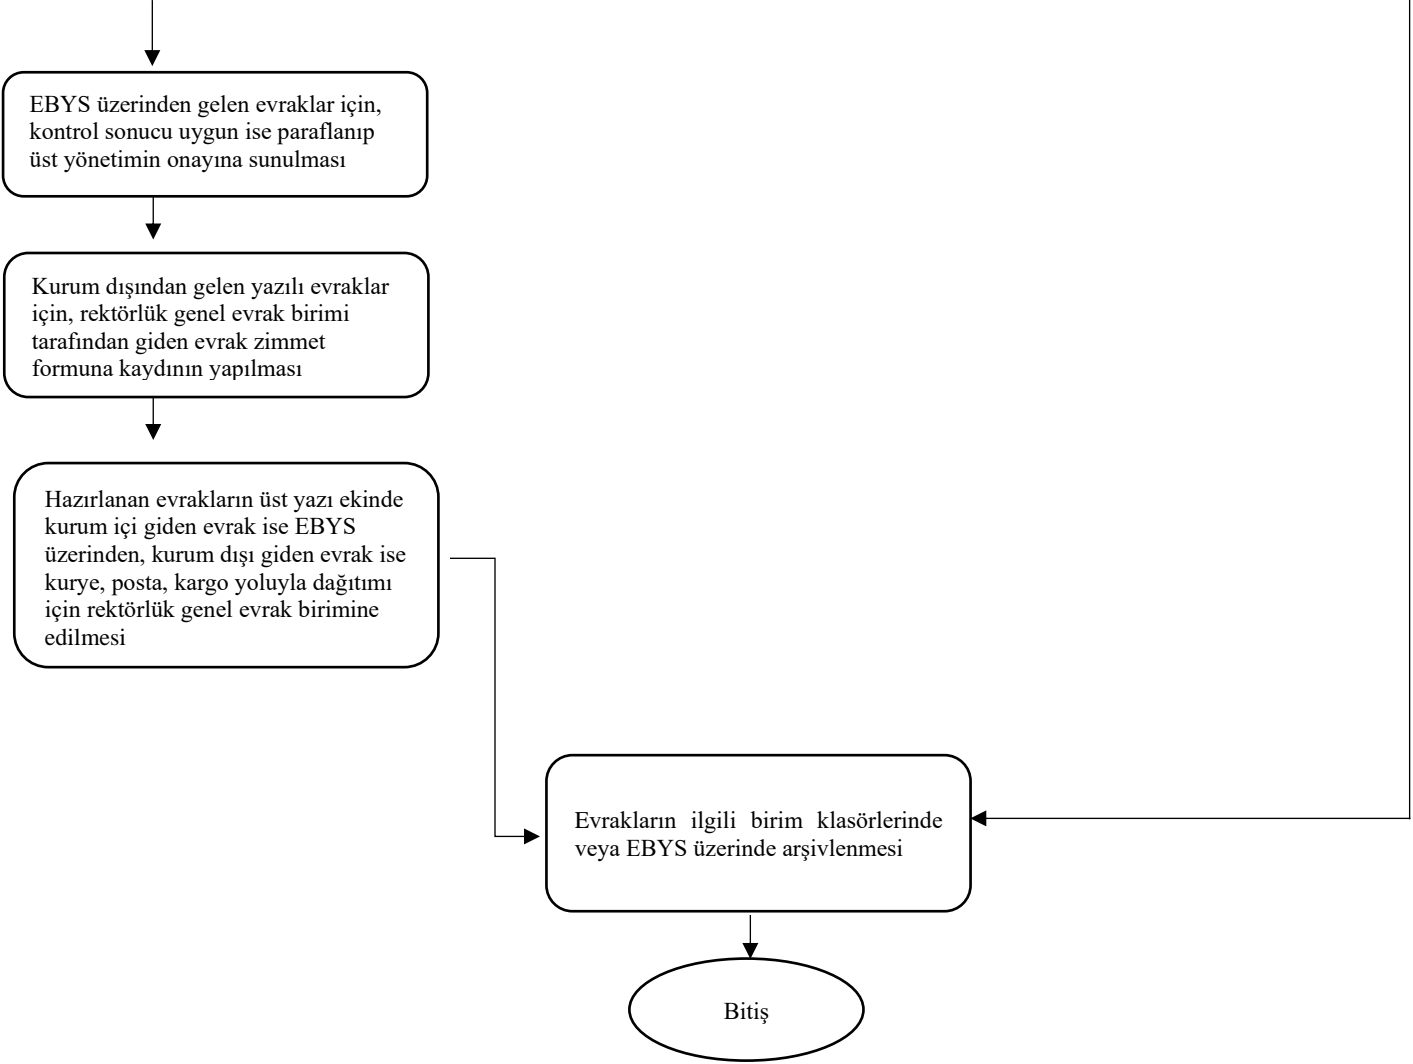 EBYS üzerinden gelen evraklar için,
kontrol sonucu uygun ise paraflanıp
üst yönetimin onayına sunulması
Kurum dışından gelen yazılı evraklar
için, rektörlük genel evrak birimi
tarafından giden evrak zimmet
formuna kaydının yapılması
Hazırlanan evrakların üst yazı ekinde
kurum içi giden evrak ise EBYS
üzerinden, kurum dışı giden evrak ise
kurye, posta, kargo yoluyla dağıtımı
için rektörlük genel evrak birimine
edilmesi
Evrakların ilgili birim klasörlerinde
veya EBYS üzerinde arşivlenmesi
Bitiş